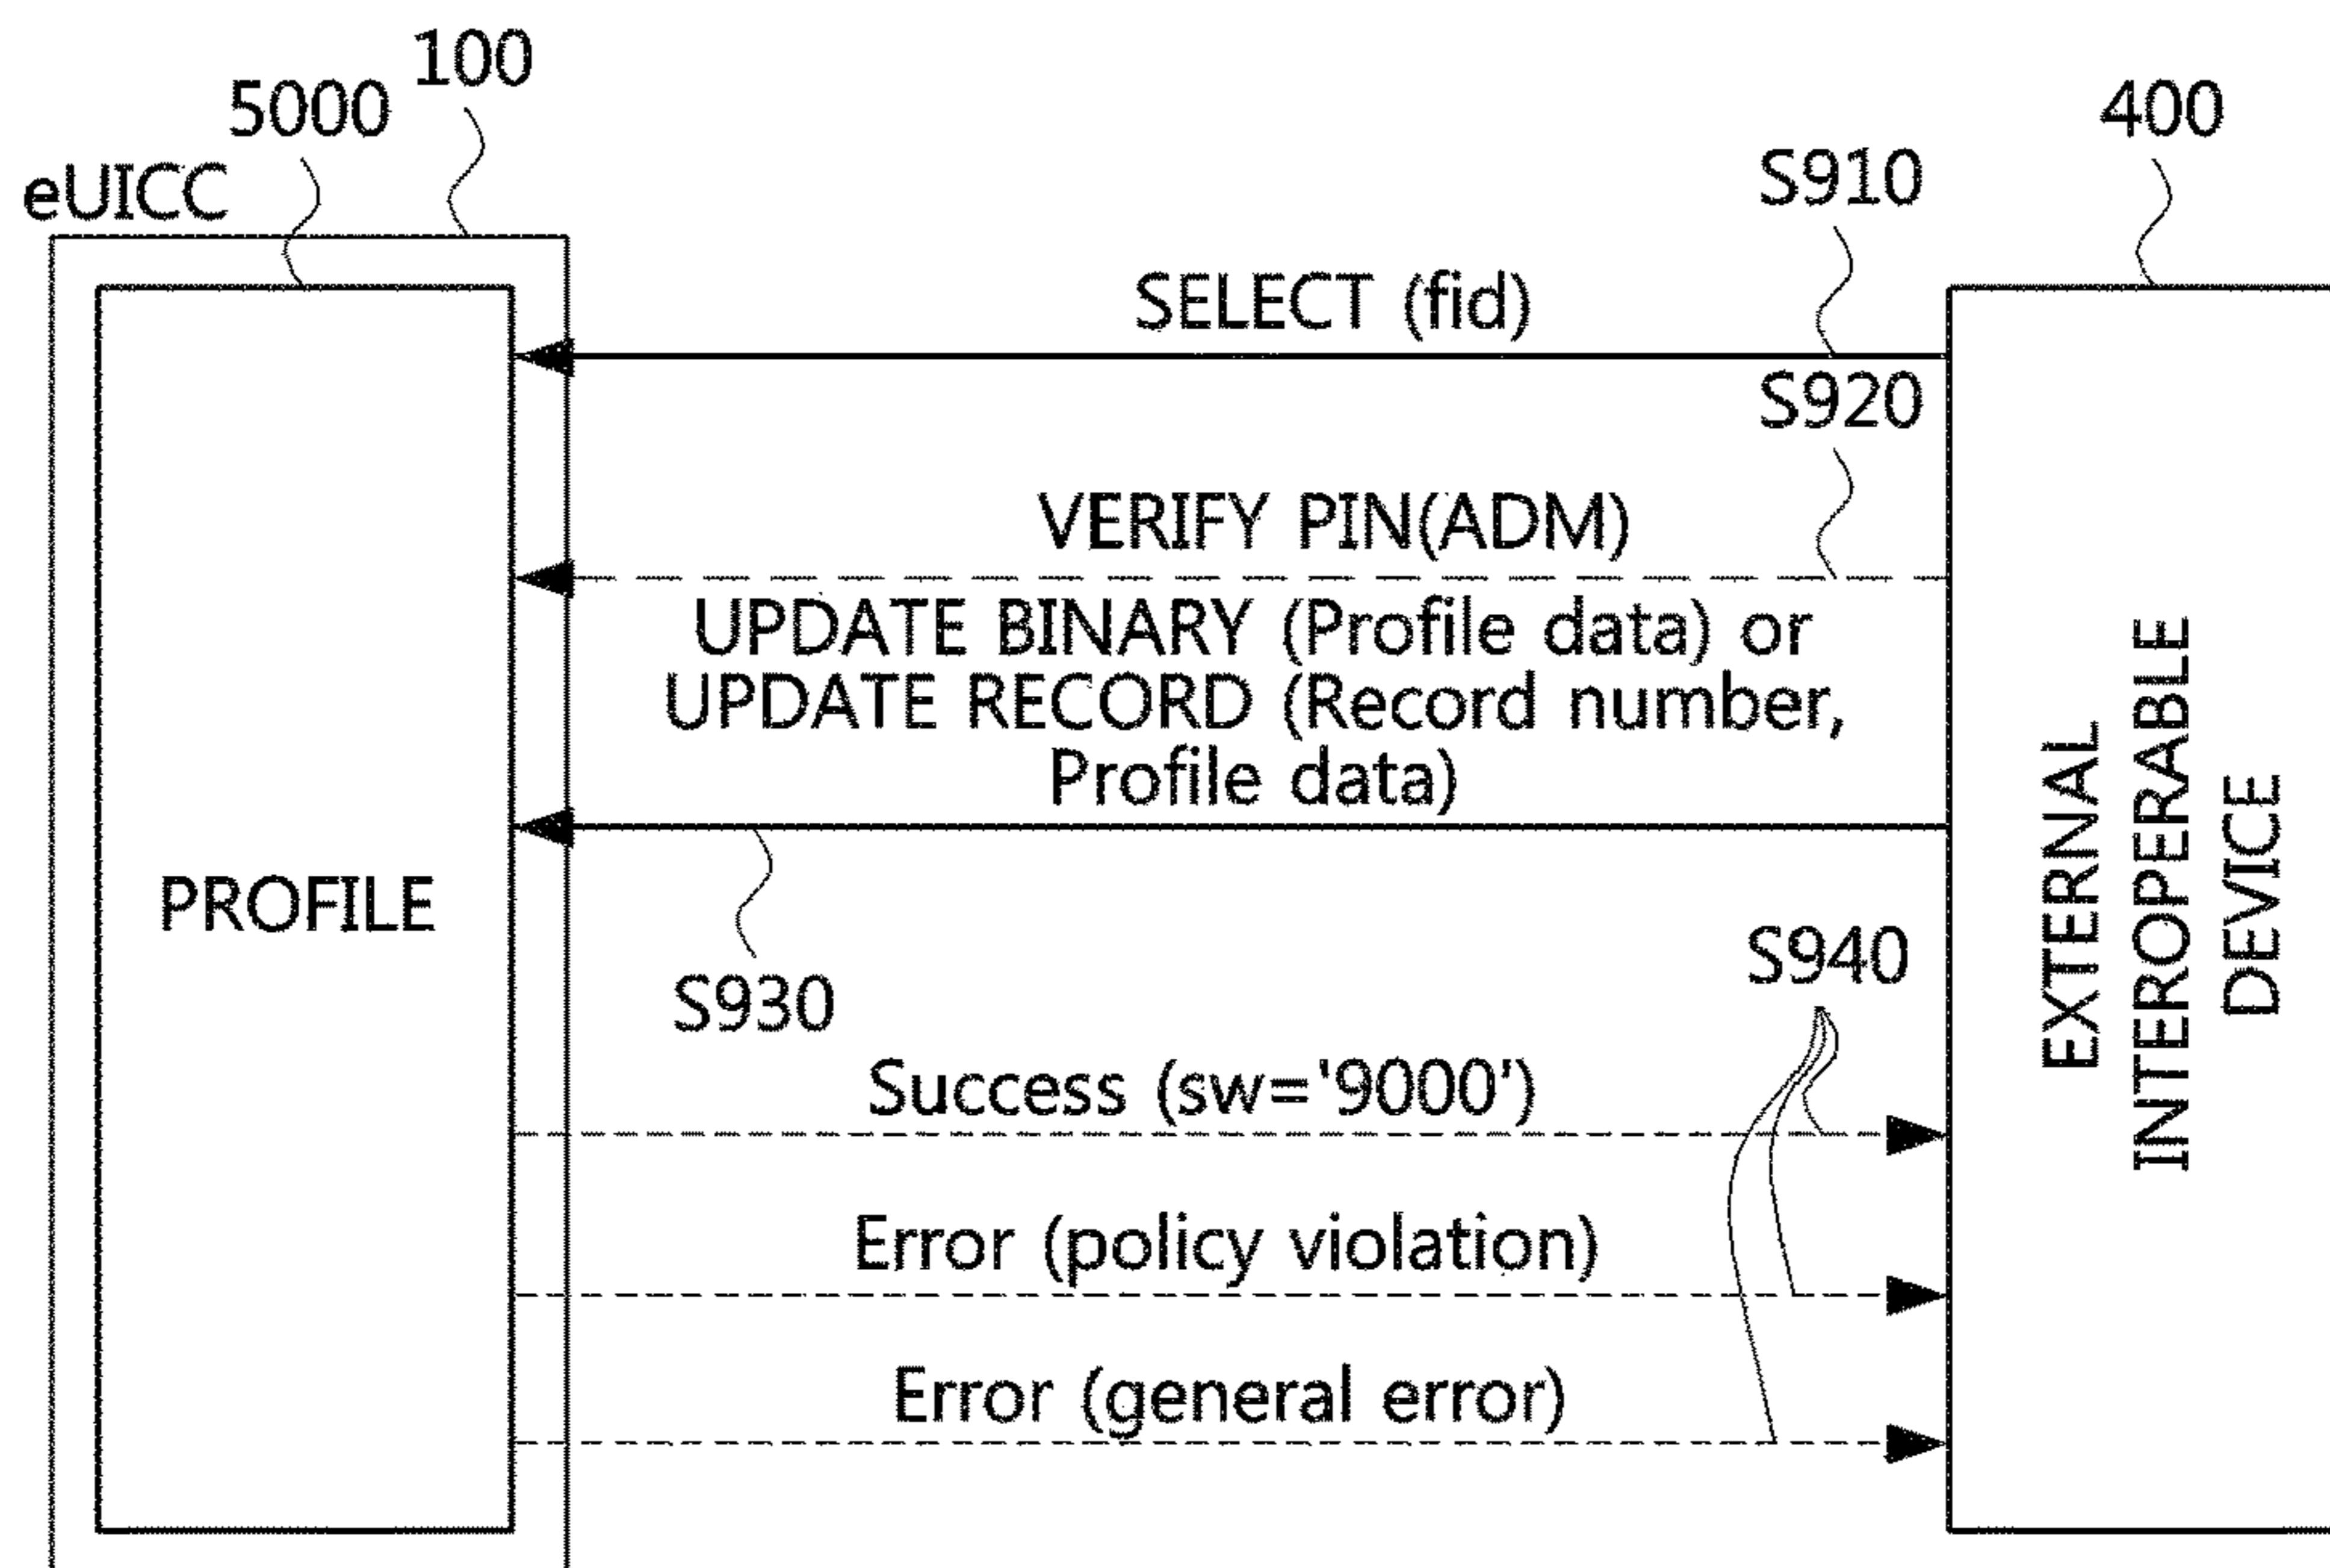 100
5000
400
eUICC
S910
SELECT (fid)
S920
VERIFY PIN(ADM)
UPDATE BINARY (Profile data) or
UPDATE RECORD (Record number,
Profile data)
PROFILE
EXTERNAL
INTEROPERABLE
DEVICE
S930
S940
Success (sw='9000')
Error (policy violation)
Error (general error)